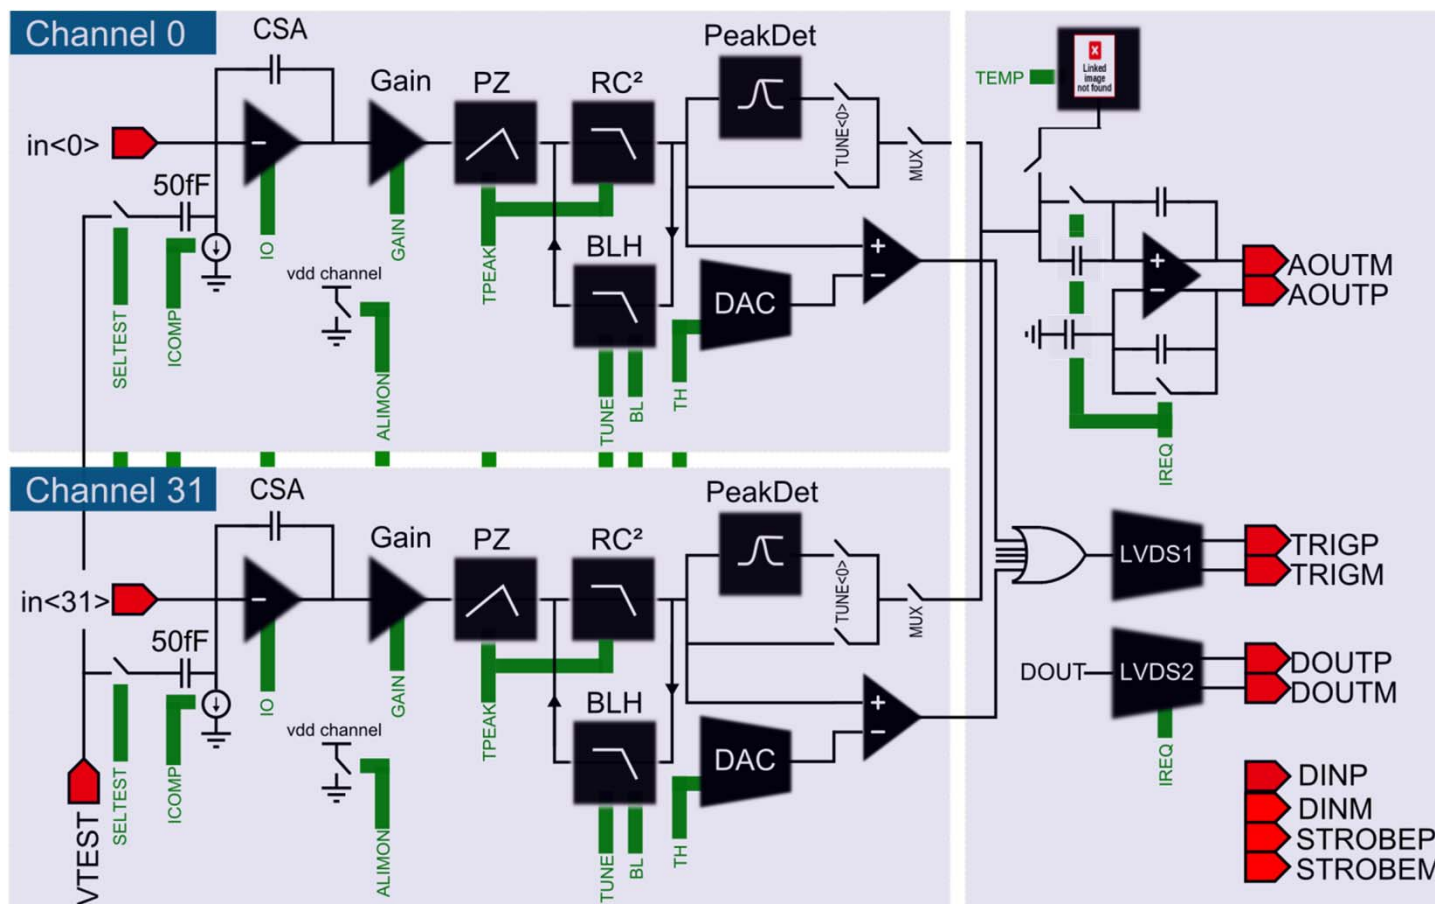 Channel 0
CSA
Gain
PZ
RC²
PeakDet
in<0>
50fF
TUNE<0>
MUX
SELTEST
ICOMP
IO
GAIN
vdd channel
ALIMON
TPEAK
BLH
TUNE
BL
TH
DAC
+
−
TEMP
Linked image not found
+
−
AOUTM
AOUTP
IREQ
Channel 31
CSA
Gain
PZ
RC²
PeakDet
in<31>
50fF
TUNE<0>
MUX
SELTEST
ICOMP
IO
GAIN
vdd channel
ALIMON
TPEAK
BLH
TUNE
BL
TH
DAC
+
−
VTEST
LVDS1
TRIGP
TRIGM
DOUT
LVDS2
DOUTP
DOUTM
IREQ
DINP
DINM
STROBEP
STROBEM